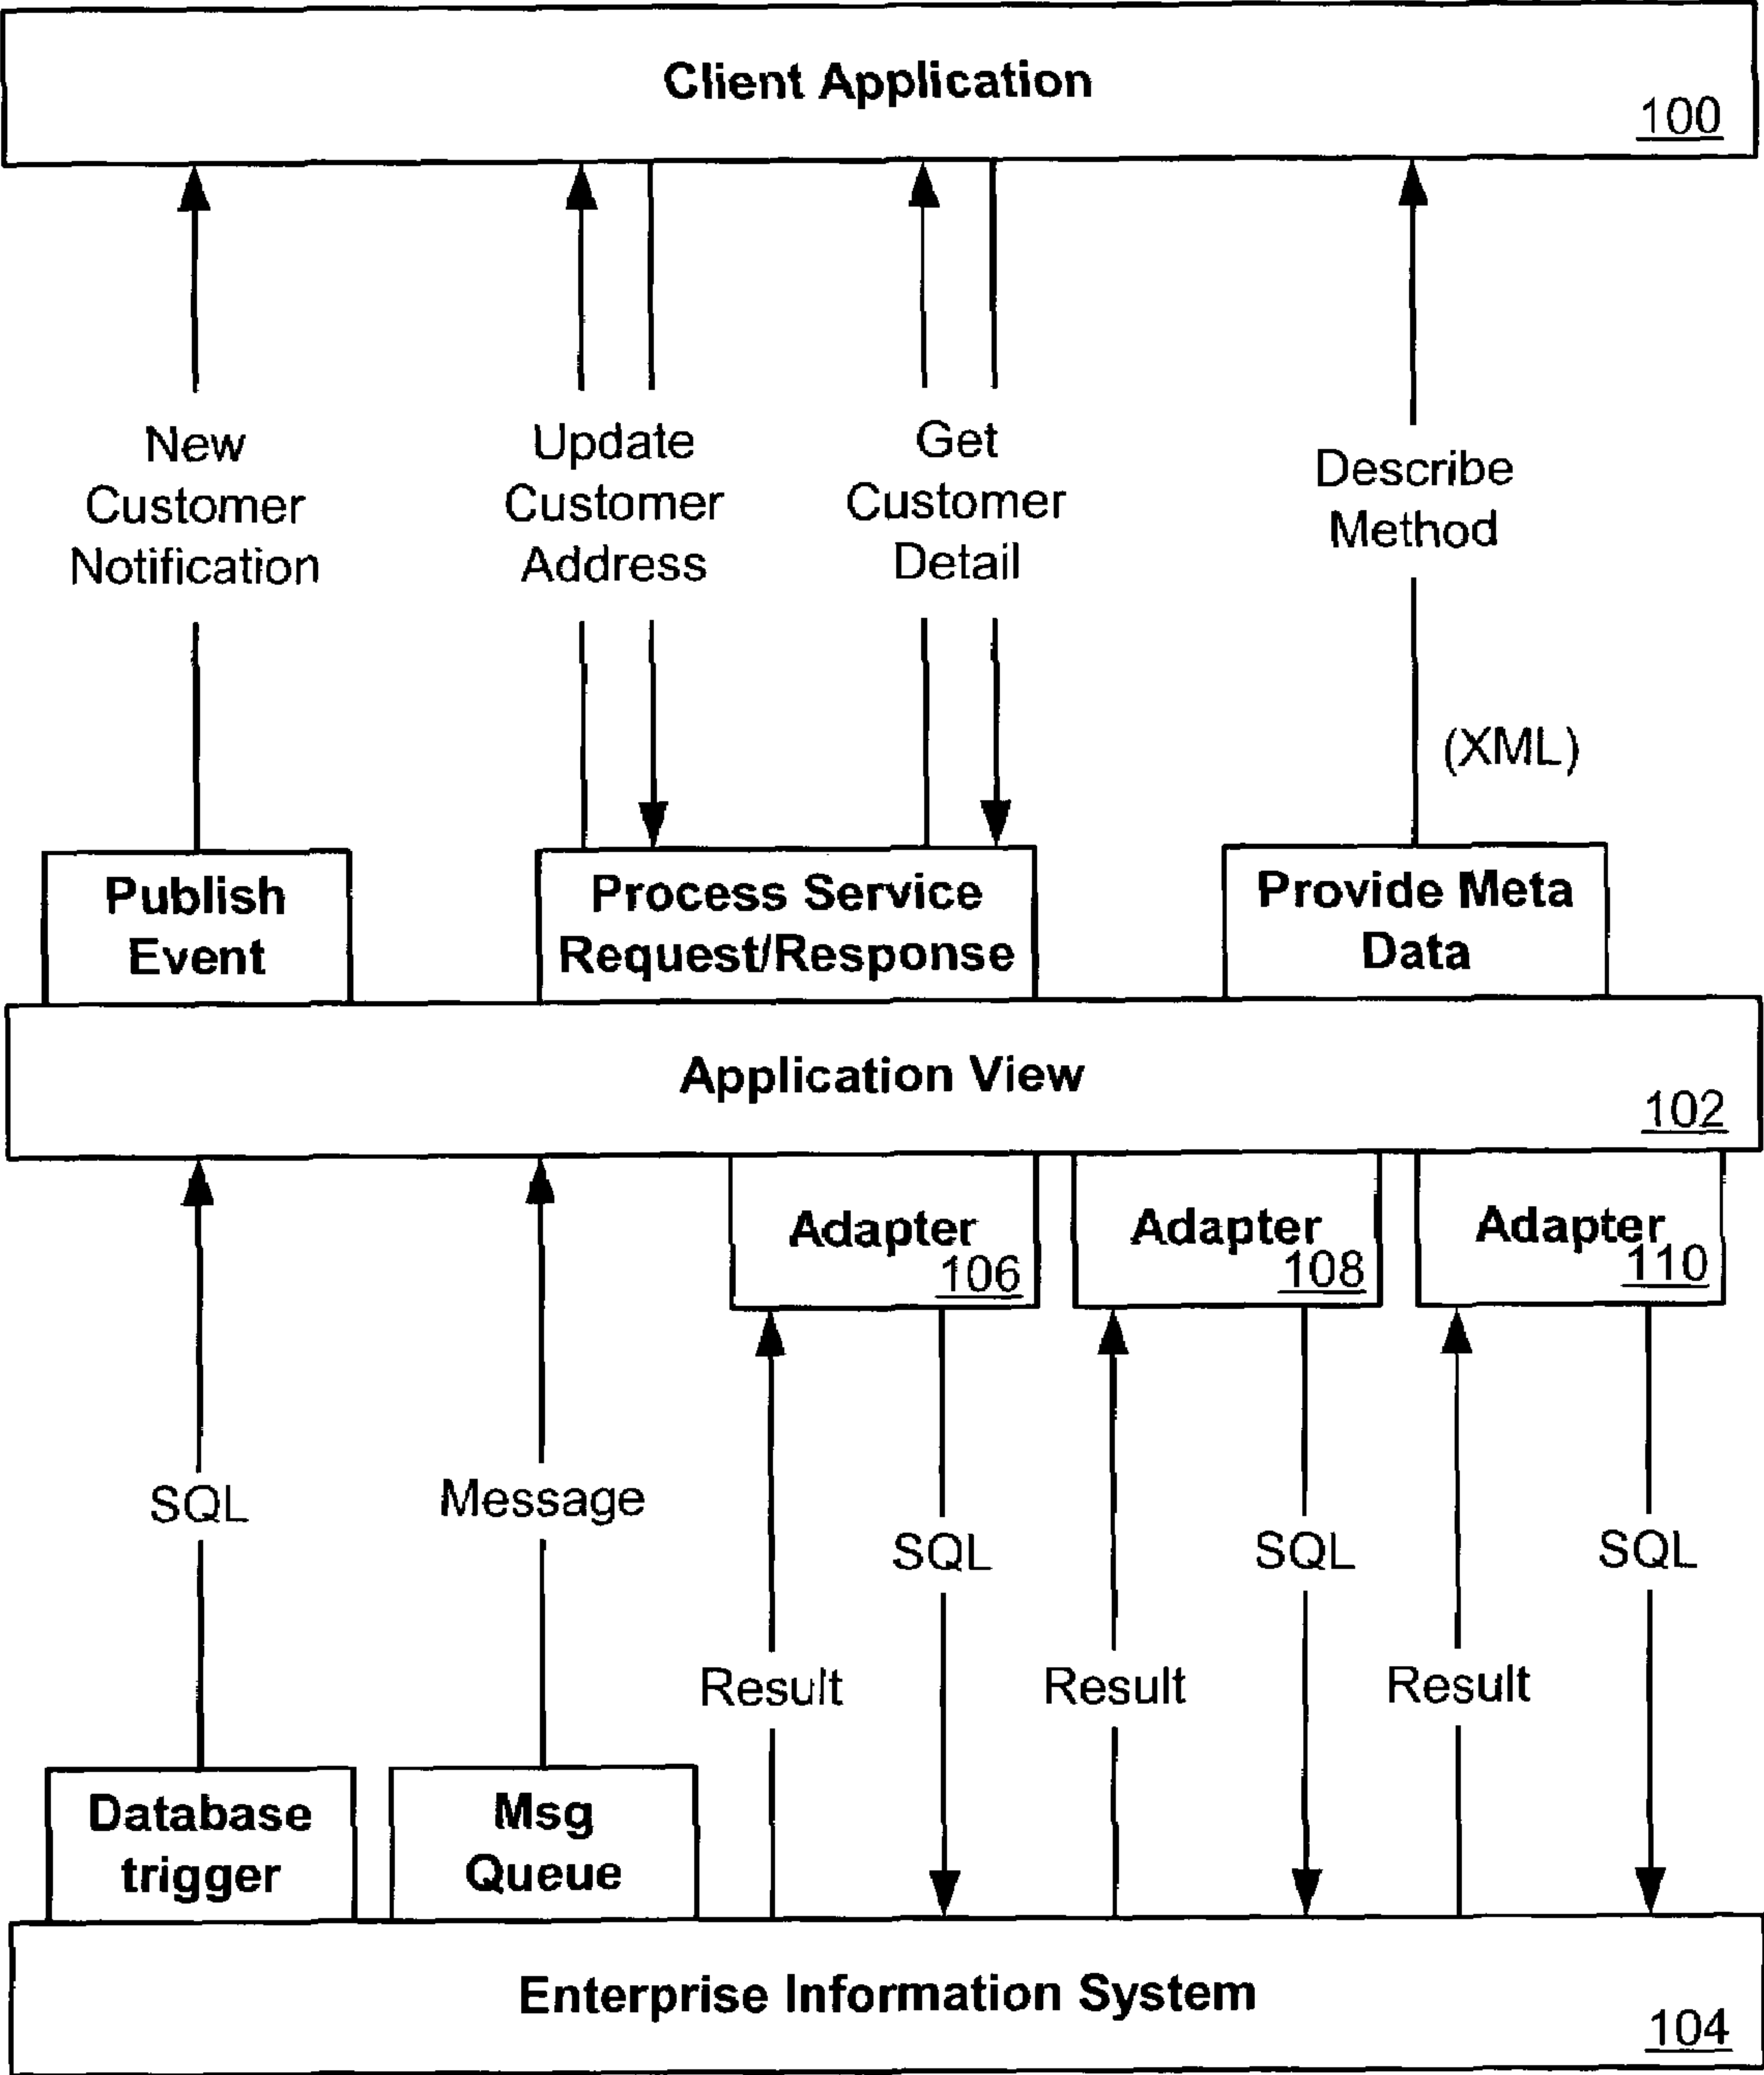 Client Application
100
New
Customer
Notification
Update
Customer
Address
Get
Customer
Detail
Describe
Method
(XML)
Publish
Event
Process Service
Request/Response
Provide Meta
Data
Application View
102
Adapter
106
Adapter
108
Adapter
110
SQL
Message
Result
SQL
Result
SQL
Result
SQL
Database
trigger
Msg
Queue
Enterprise Information System
104